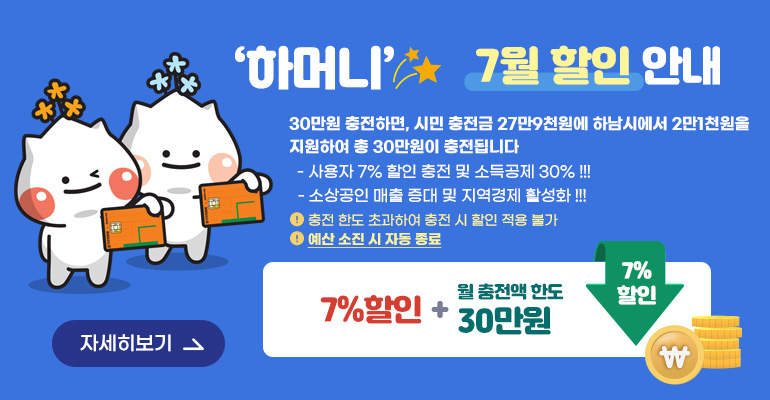 ‘하머니’ 7월 할인 안내
30만원 충전하면, 시민 충전금 27만9천원에 하남시에서 2만1천원을
지원하여 총 30만원이 충전됩니다
- 사용자 7% 할인 충전 및 소득공제 30% !!!
- 소상공인 매출 증대 및 지역경제 활성화 !!!
! 충전 한도 초과하여 충전 시 할인 적용 불가
! 예산 소진 시 자동 종료
7%할인 + 월 충전액 한도
30만원
7%
할인
₩
자세히보기